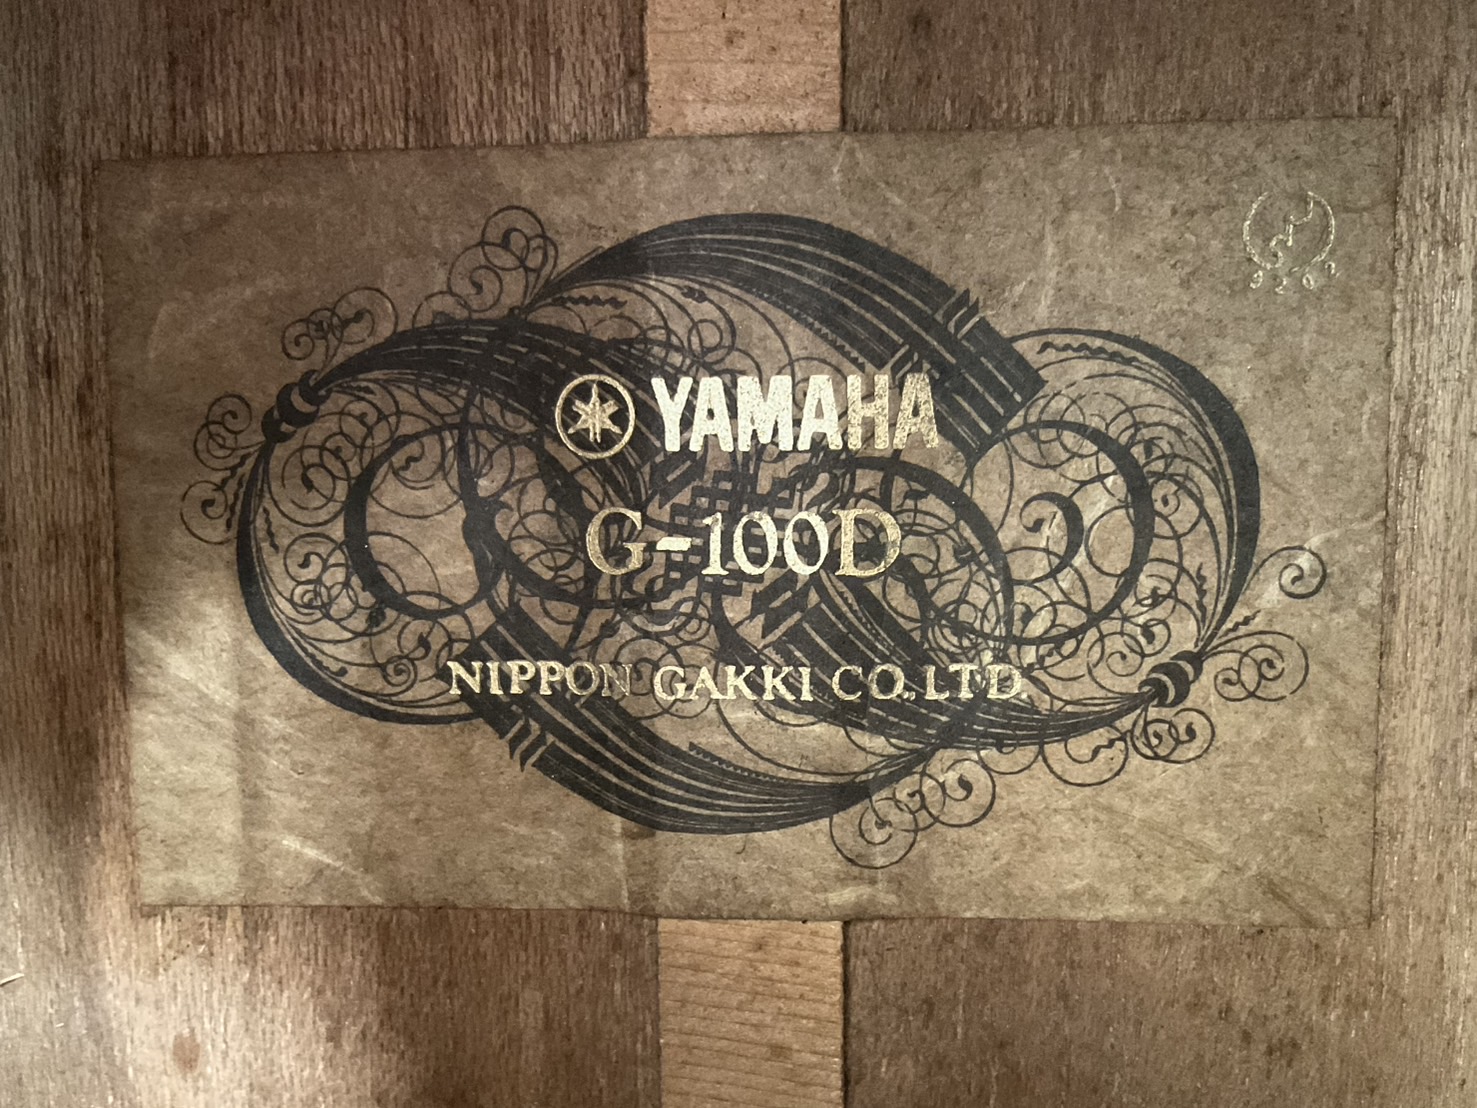 YAMAHA
G-100D
NIPPON GAKKI CO., LTD.